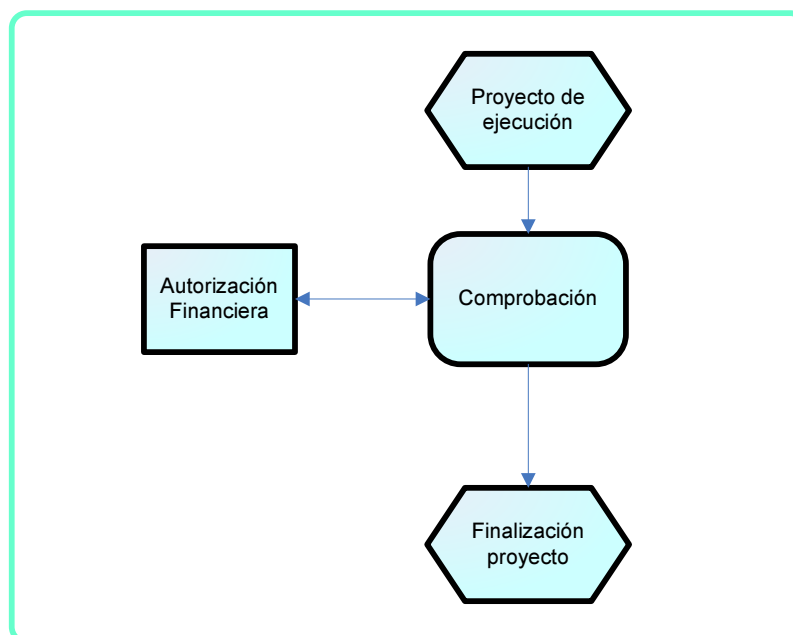 Proyecto de
ejecución
Autorización
Financiera
Comprobación
Finalización
proyecto